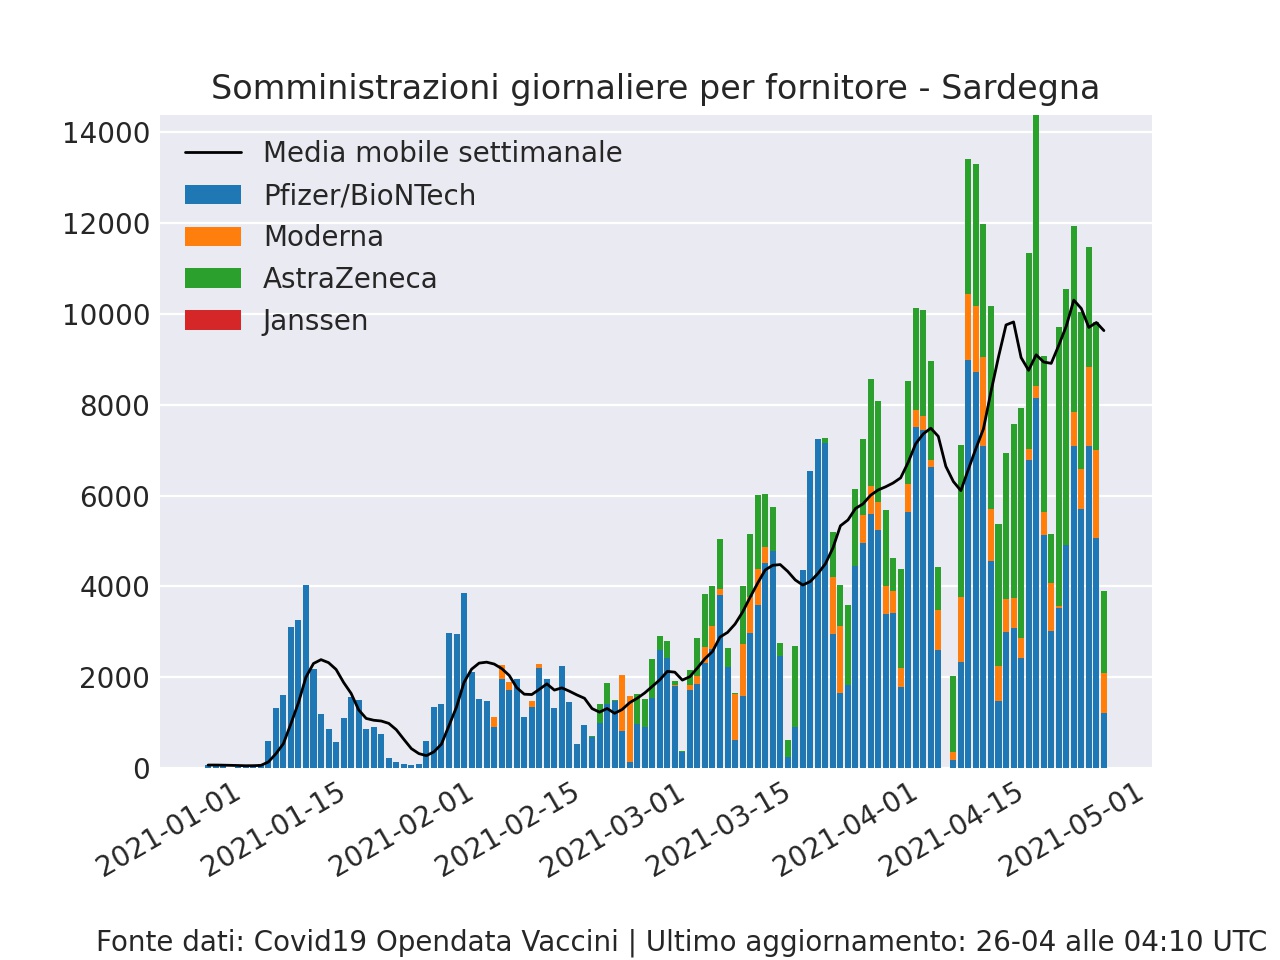 Somministrazioni giornaliere per fornitore - Sardegna
14000
12000
10000
8000
6000
4000
2000
0
Media mobile settimanale
Pfizer/BioNTech
Moderna
AstraZeneca
Janssen
2021-01-01
2021-01-15
2021-02-01
2021-02-15
2021-03-01
2021-03-15
2021-04-01
2021-04-15
2021-05-01
Fonte dati: Covid19 Opendata Vaccini | Ultimo aggiornamento: 26-04 alle 04:10 UTC